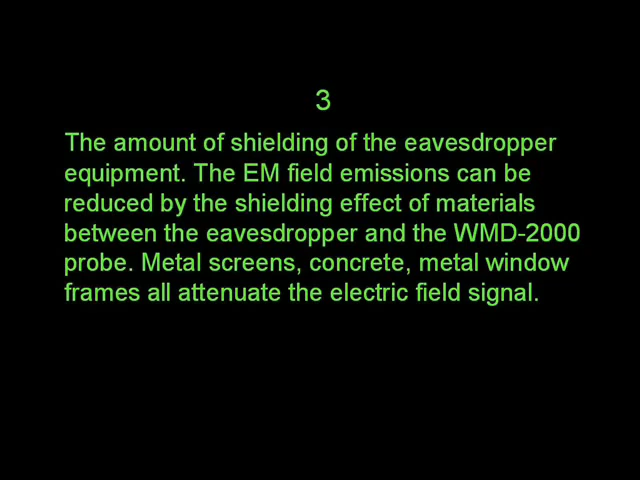 3
The amount of shielding of the eavesdropper
equipment. The EM field emissions can be
reduced by the shielding effect of materials
between the eavesdropper and the WMD-2000
probe. Metal screens, concrete, metal window
frames all attenuate the electric field signal.